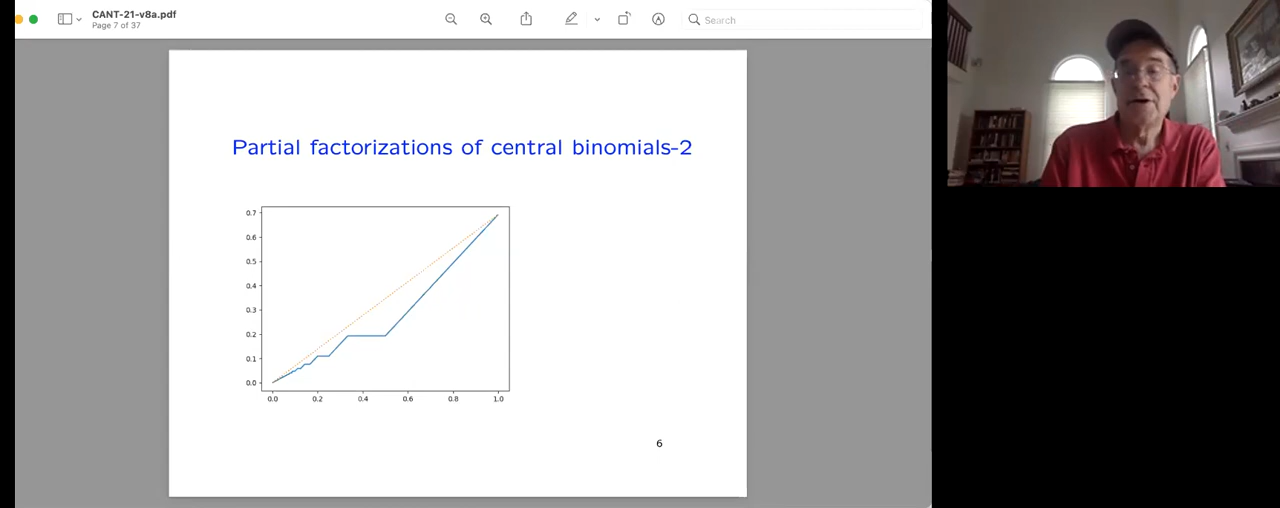 CANT-21-v8a.pdf
Page 7 of 37
Search
Partial factorizations of central binomials-2
0.7
0.6
0.5
0.4
0.3
0.2
0.1
0.0
0.0 0.2 0.4 0.6 0.8 1.0
6